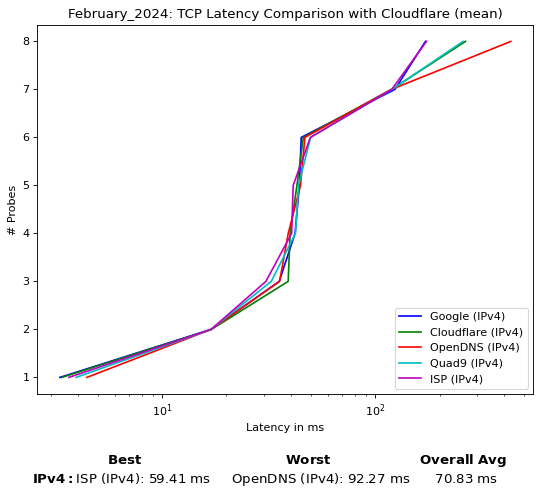 February_2024: TCP Latency Comparison with Cloudflare (mean)
8
7
6
5
4
3
2
1
# Probes
Google (IPv4)
Cloudflare (IPv4)
OpenDNS (IPv4)
Quad9 (IPv4)
ISP (IPv4)
10¹ 10²
Latency in ms
Best Worst Overall Avg
IPv4: ISP (IPv4): 59.41 ms OpenDNS (IPv4): 92.27 ms 70.83 ms